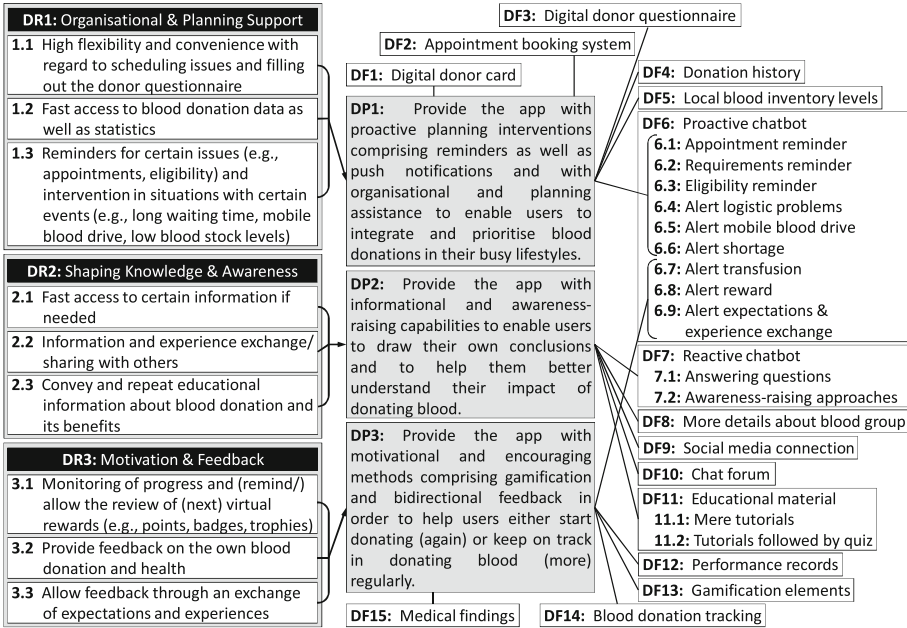 DR1: Organisational & Planning Support
1.1 High flexibility and convenience with
regard to scheduling issues and filling
out the donor questionnaire
1.2 Fast access to blood donation data as
well as statistics
1.3 Reminders for certain issues (e.g.,
appointments, eligibility) and
intervention in situations with certain
events (e.g., long waiting time, mobile
blood drive, low blood stock levels)
DR2: Shaping Knowledge & Awareness
2.1 Fast access to certain information if
needed
2.2 Information and experience exchange/
sharing with others
2.3 Convey and repeat educational
information about blood donation and
its benefits
DR3: Motivation & Feedback
3.1 Monitoring of progress and (remind/)
allow the review of (next) virtual
rewards (e.g., points, badges, trophies)
3.2 Provide feedback on the own blood
donation and health
3.3 Allow feedback through an exchange
of expectations and experiences
DF3: Digital donor questionnaire
DF2: Appointment booking system
DF1: Digital donor card
DP1: Provide the app with
proactive planning interventions
comprising reminders as well as
push notifications and with
organisational and planning
assistance to enable users to
integrate and prioritise blood
donations in their busy lifestyles.
DP2: Provide the app with
informational and awareness-
raising capabilities to enable users
to draw their own conclusions
and to help them better
understand their impact of
donating blood.
DP3: Provide the app with
motivational and encouraging
methods comprising gamification
and bidirectional feedback in
order to help users either start
donating (again) or keep on track
in donating blood (more)
regularly.
DF4: Donation history
DF5: Local blood inventory levels
DF6: Proactive chatbot
6.1: Appointment reminder
6.2: Requirements reminder
6.3: Eligibility reminder
6.4: Alert logistic problems
6.5: Alert mobile blood drive
6.6: Alert shortage
6.7: Alert transfusion
6.8: Alert reward
6.9: Alert expectations &
experience exchange
DF7: Reactive chatbot
7.1: Answering questions
7.2: Awareness-raising approaches
DF8: More details about blood group
DF9: Social media connection
DF10: Chat forum
DF11: Educational material
11.1: Mere tutorials
11.2: Tutorials followed by quiz
DF12: Performance records
DF13: Gamification elements
DF15: Medical findings
DF14: Blood donation tracking